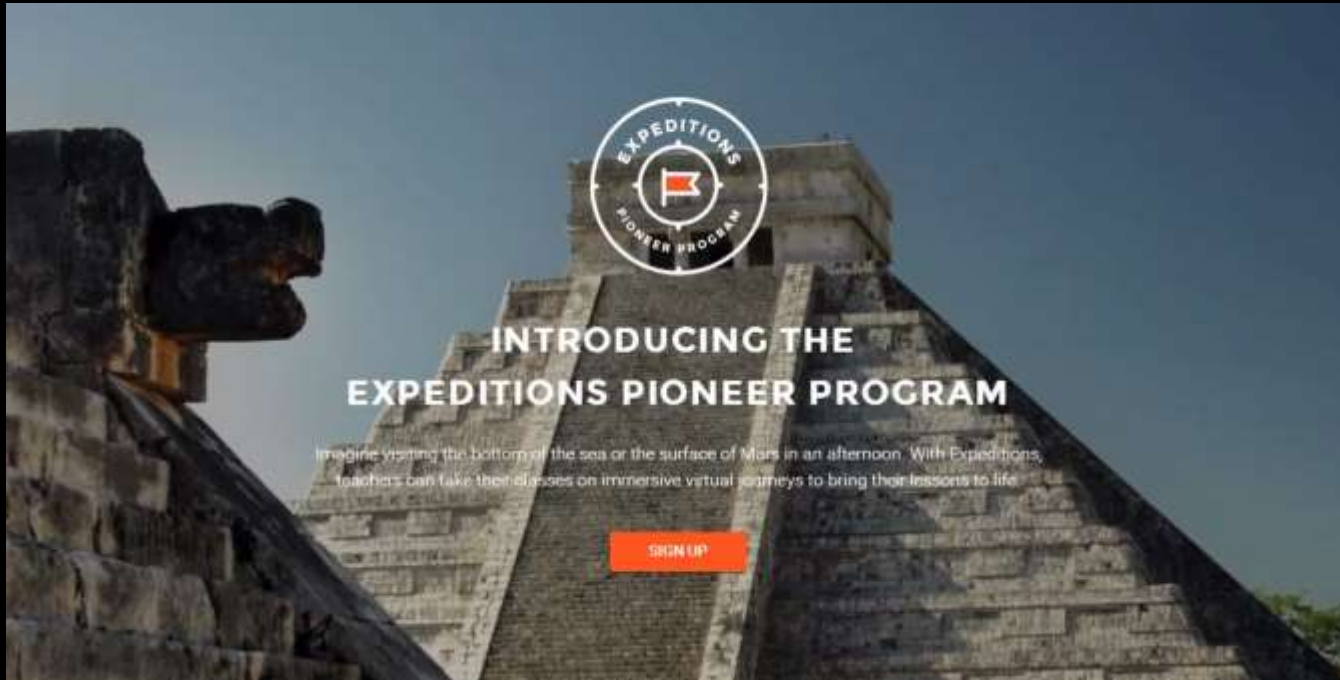 EXPEDITIONS
PIONEER PROGRAM
INTRODUCING THE
EXPEDITIONS PIONEER PROGRAM
Imagine visiting the bottom of the sea or the surface of Mars in an afternoon. With Expeditions,
teachers can take their classes on immersive virtual journeys to bring their lessons to life.
SIGN UP